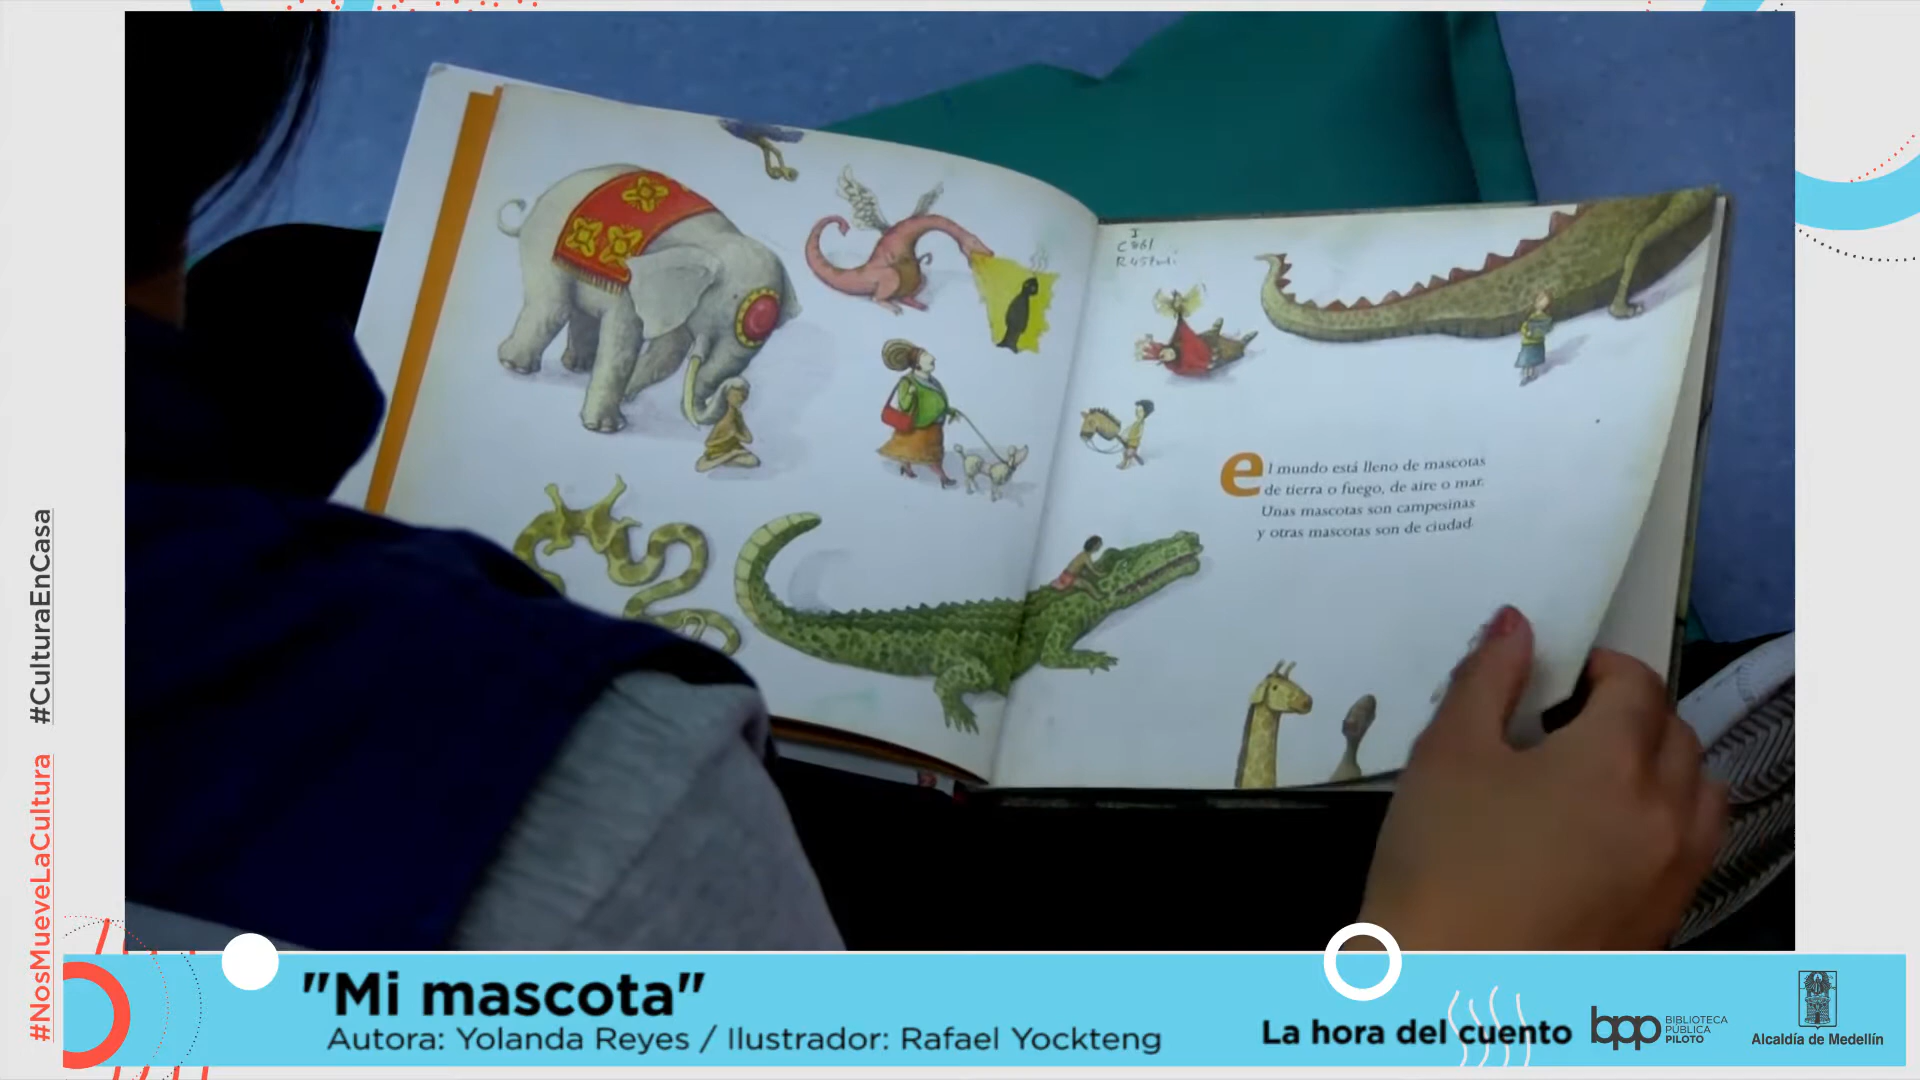 I
El mundo está lleno de mascotas
de tierra o fuego, de aire o mar.
Unas mascotas son campesinas
y otras mascotas son de ciudad.
#CulturaEnCasa
#NosMueveLaCultura
"Mi mascota"
Autora: Yolanda Reyes / Ilustrador: Rafael Yockteng
La hora del cuento
bpp
BIBLIOTECA
PÚBLICA
PILOTO
Alcaldía de Medellín